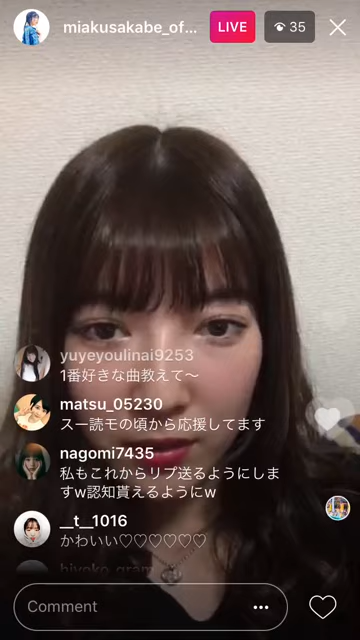 miakusakabe_of...
LIVE
35
yuyeyoulinai9253
1番好きな曲教えて〜
matsu_05230
スー読モの頃から応援してます
nagomi7435
私もこれからリプ送るようにしま
すw認知貰えるようにw
__t__1016
かわいい♡♡♡♡♡♡
hiyoko_gram
Comment